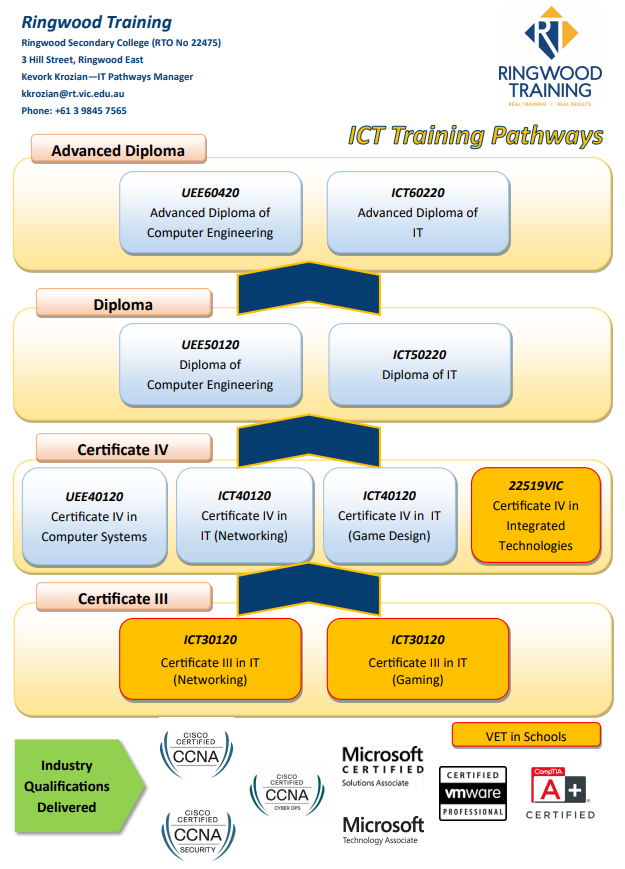 Ringwood Training
Ringwood Secondary College (RTO No 22475)
3 Hill Street, Ringwood East
Kevork Krozian—IT Pathways Manager
kkrozian@rt.vic.edu.au
Phone: +61 3 9845 7565
RINGWOOD
TRAINING
REAL TRAINING | REAL RESULTS
ICT Training Pathways
Advanced Diploma
UEE60420
Advanced Diploma of
Computer Engineering
ICT60220
Advanced Diploma of
IT
Diploma
UEE50120
Diploma of
Computer Engineering
ICT50220
Diploma of IT
Certificate IV
UEE40120
Certificate IV in
Computer Systems
ICT40120
Certificate IV in
IT (Networking)
ICT40120
Certificate IV in IT
(Game Design)
22519VIC
Certificate IV in
Integrated
Technologies
Certificate III
ICT30120
Certificate III in IT
(Networking)
ICT30120
Certificate III in IT
(Gaming)
VET in Schools
Industry
Qualifications
Delivered
CISCO
CERTIFIED
CCNA
CISCO
CERTIFIED
CCNA
SECURITY
CISCO
CERTIFIED
CCNA
CYBER OPS
Microsoft
CERTIFIED
Solutions Associate
Microsoft
Technology Associate
CERTIFIED
vmware
PROFESSIONAL
CompTIA
A+
CERTIFIED